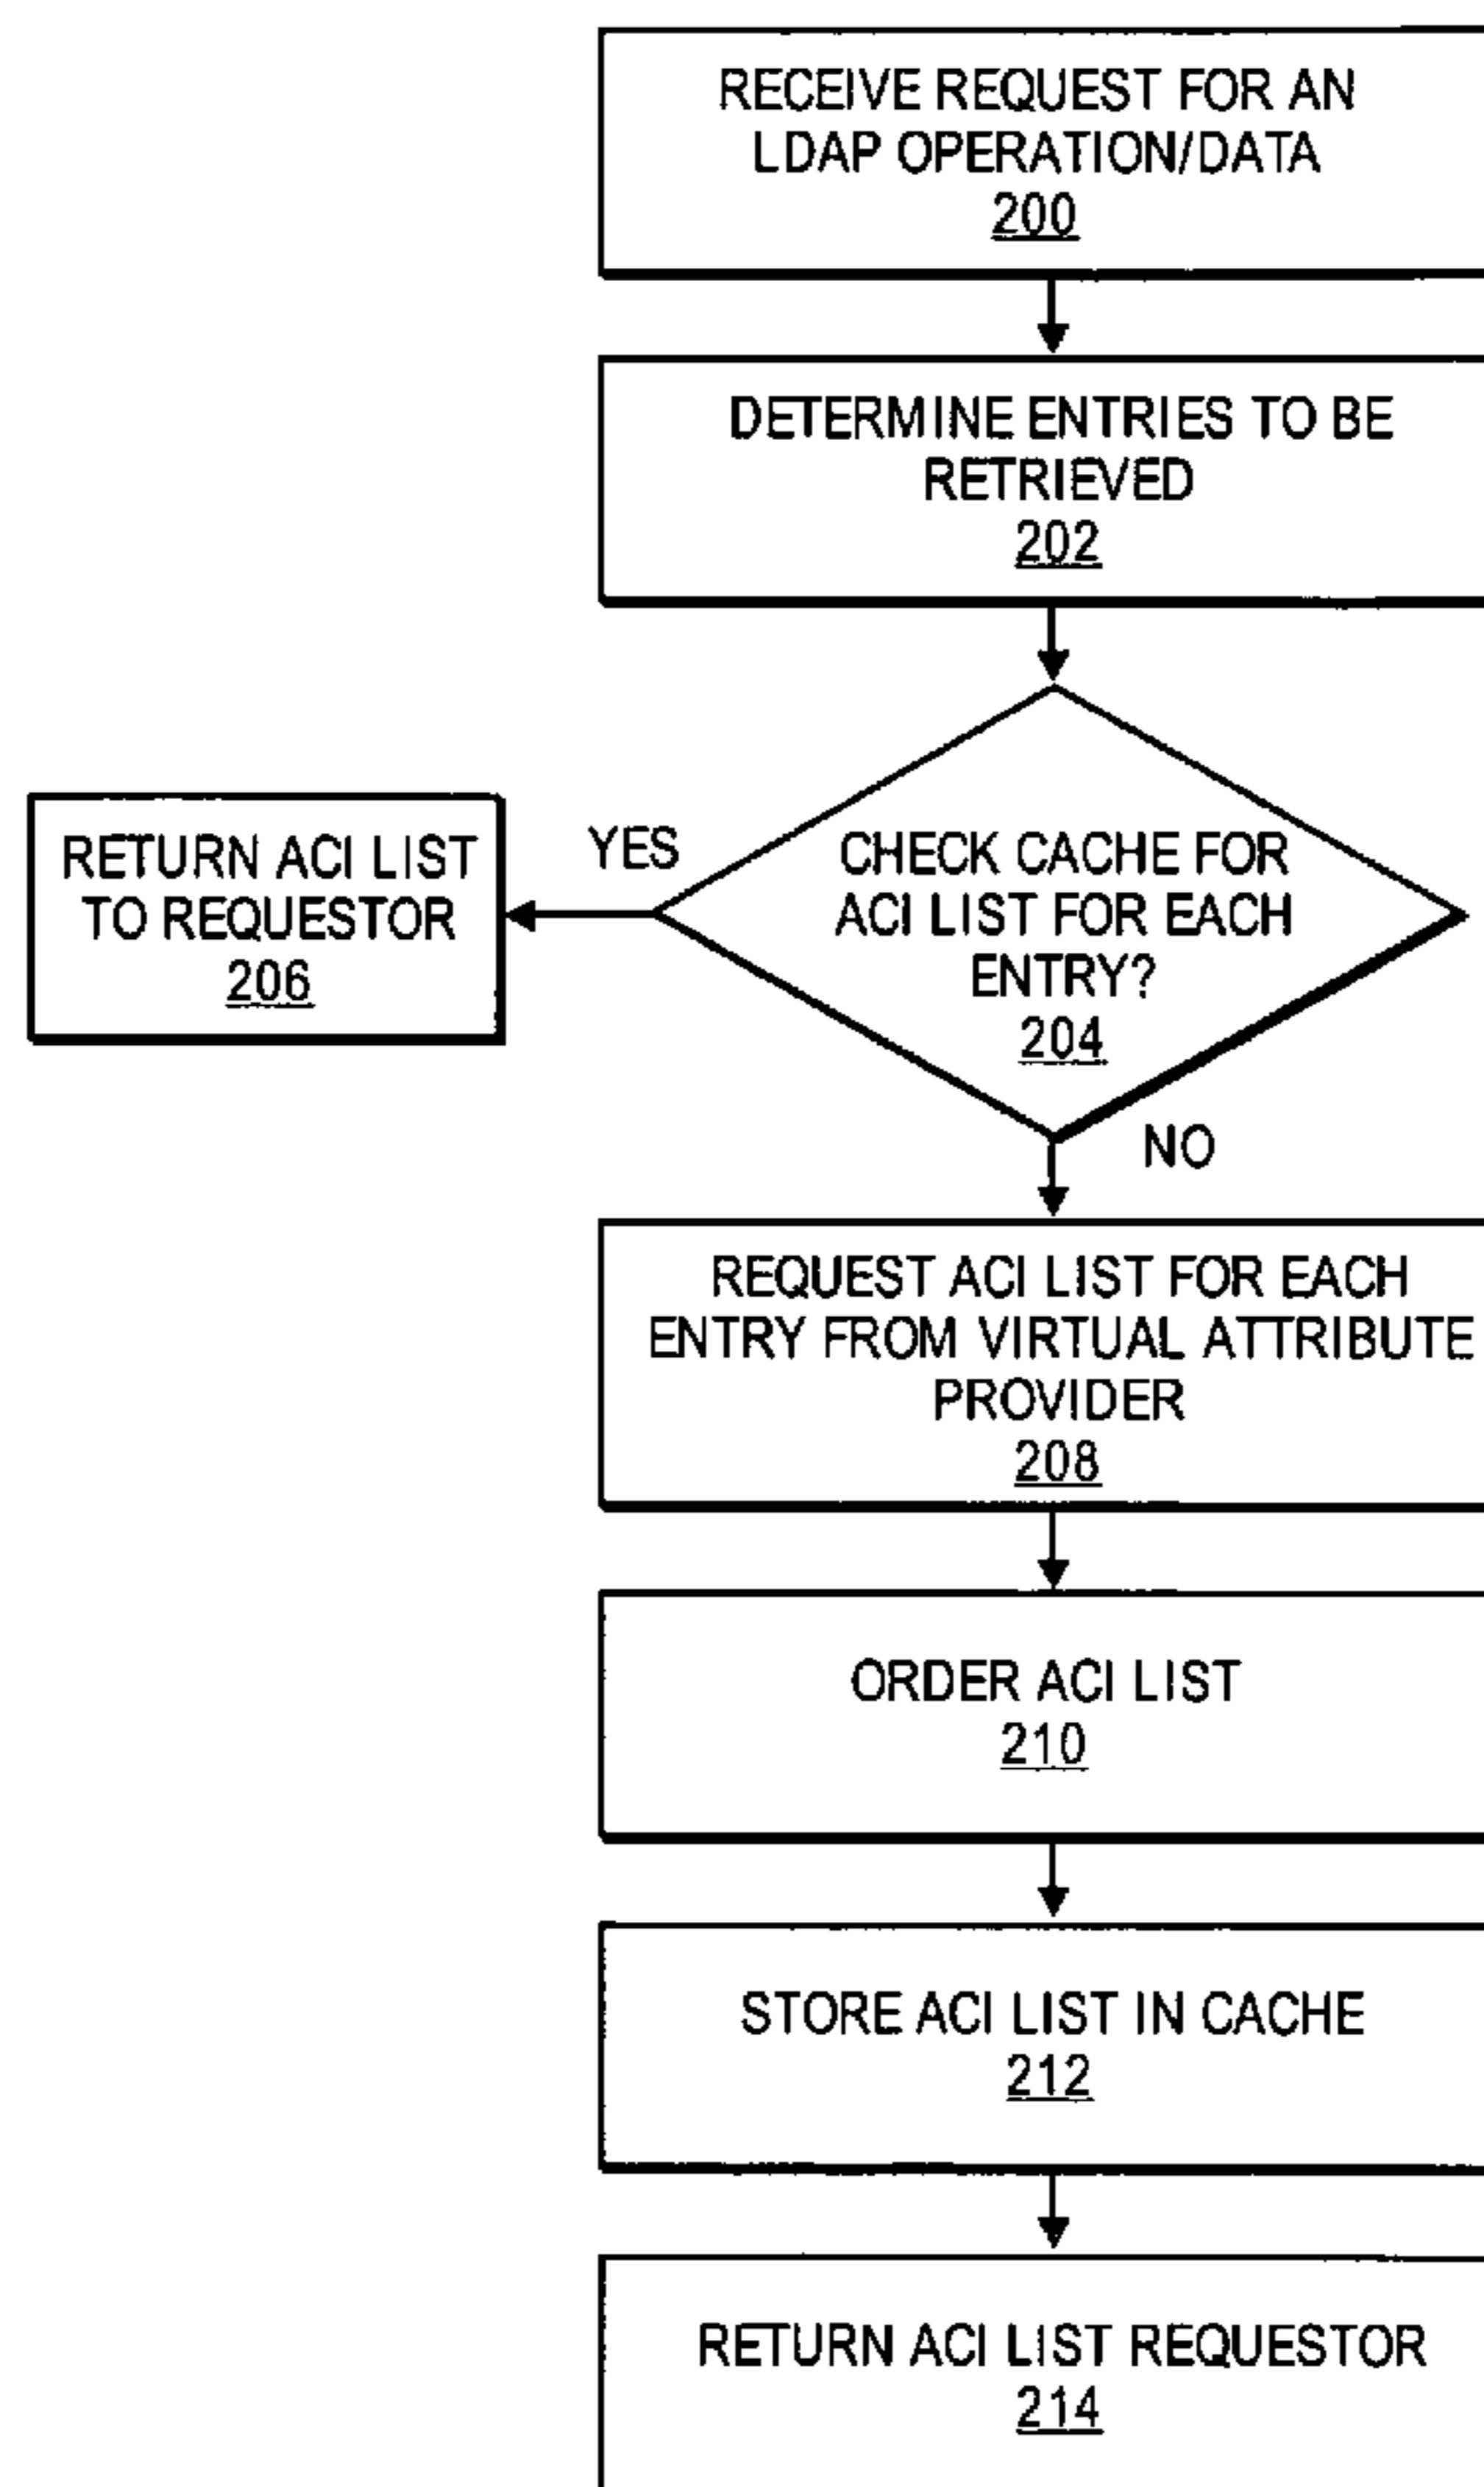 RECEIVE REQUEST FOR AN
LDAP OPERATION/DATA
200
DETERMINE ENTRIES TO BE
RETRIEVED
202
CHECK CACHE FOR
ACI LIST FOR EACH
ENTRY?
204
YES
RETURN ACI LIST
TO REQUESTOR
206
NO
REQUEST ACI LIST FOR EACH
ENTRY FROM VIRTUAL ATTRIBUTE
PROVIDER
208
ORDER ACI LIST
210
STORE ACI LIST IN CACHE
212
RETURN ACI LIST REQUESTOR
214